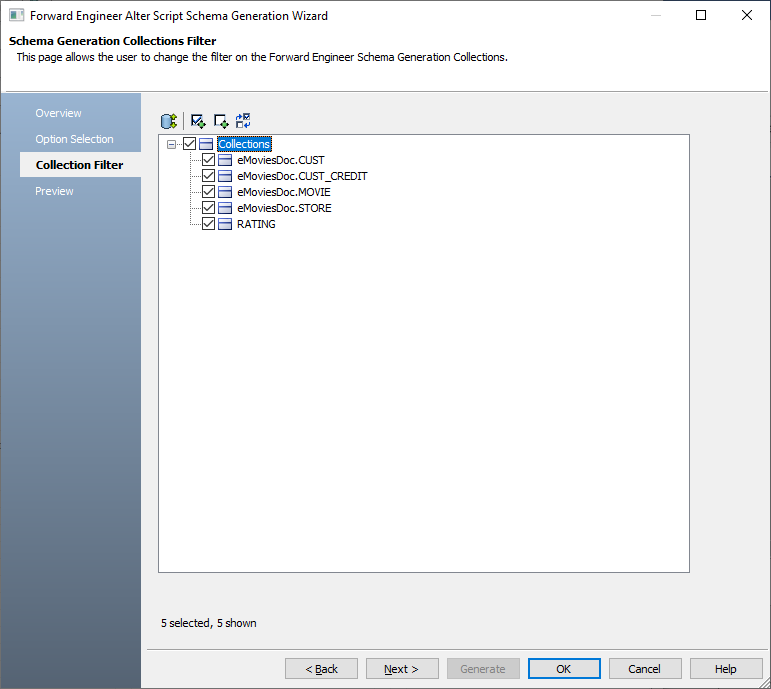 Forward Engineer Alter Script Schema Generation Wizard
Schema Generation Collections Filter
This page allows the user to change the filter on the Forward Engineer Schema Generation Collections.
Overview
Option Selection
Collection Filter
Preview
Collections
eMoviesDoc.CUST
eMoviesDoc.CUST_CREDIT
eMoviesDoc.MOVIE
eMoviesDoc.STORE
RATING
5 selected, 5 shown
< Back Next > Generate OK Cancel Help